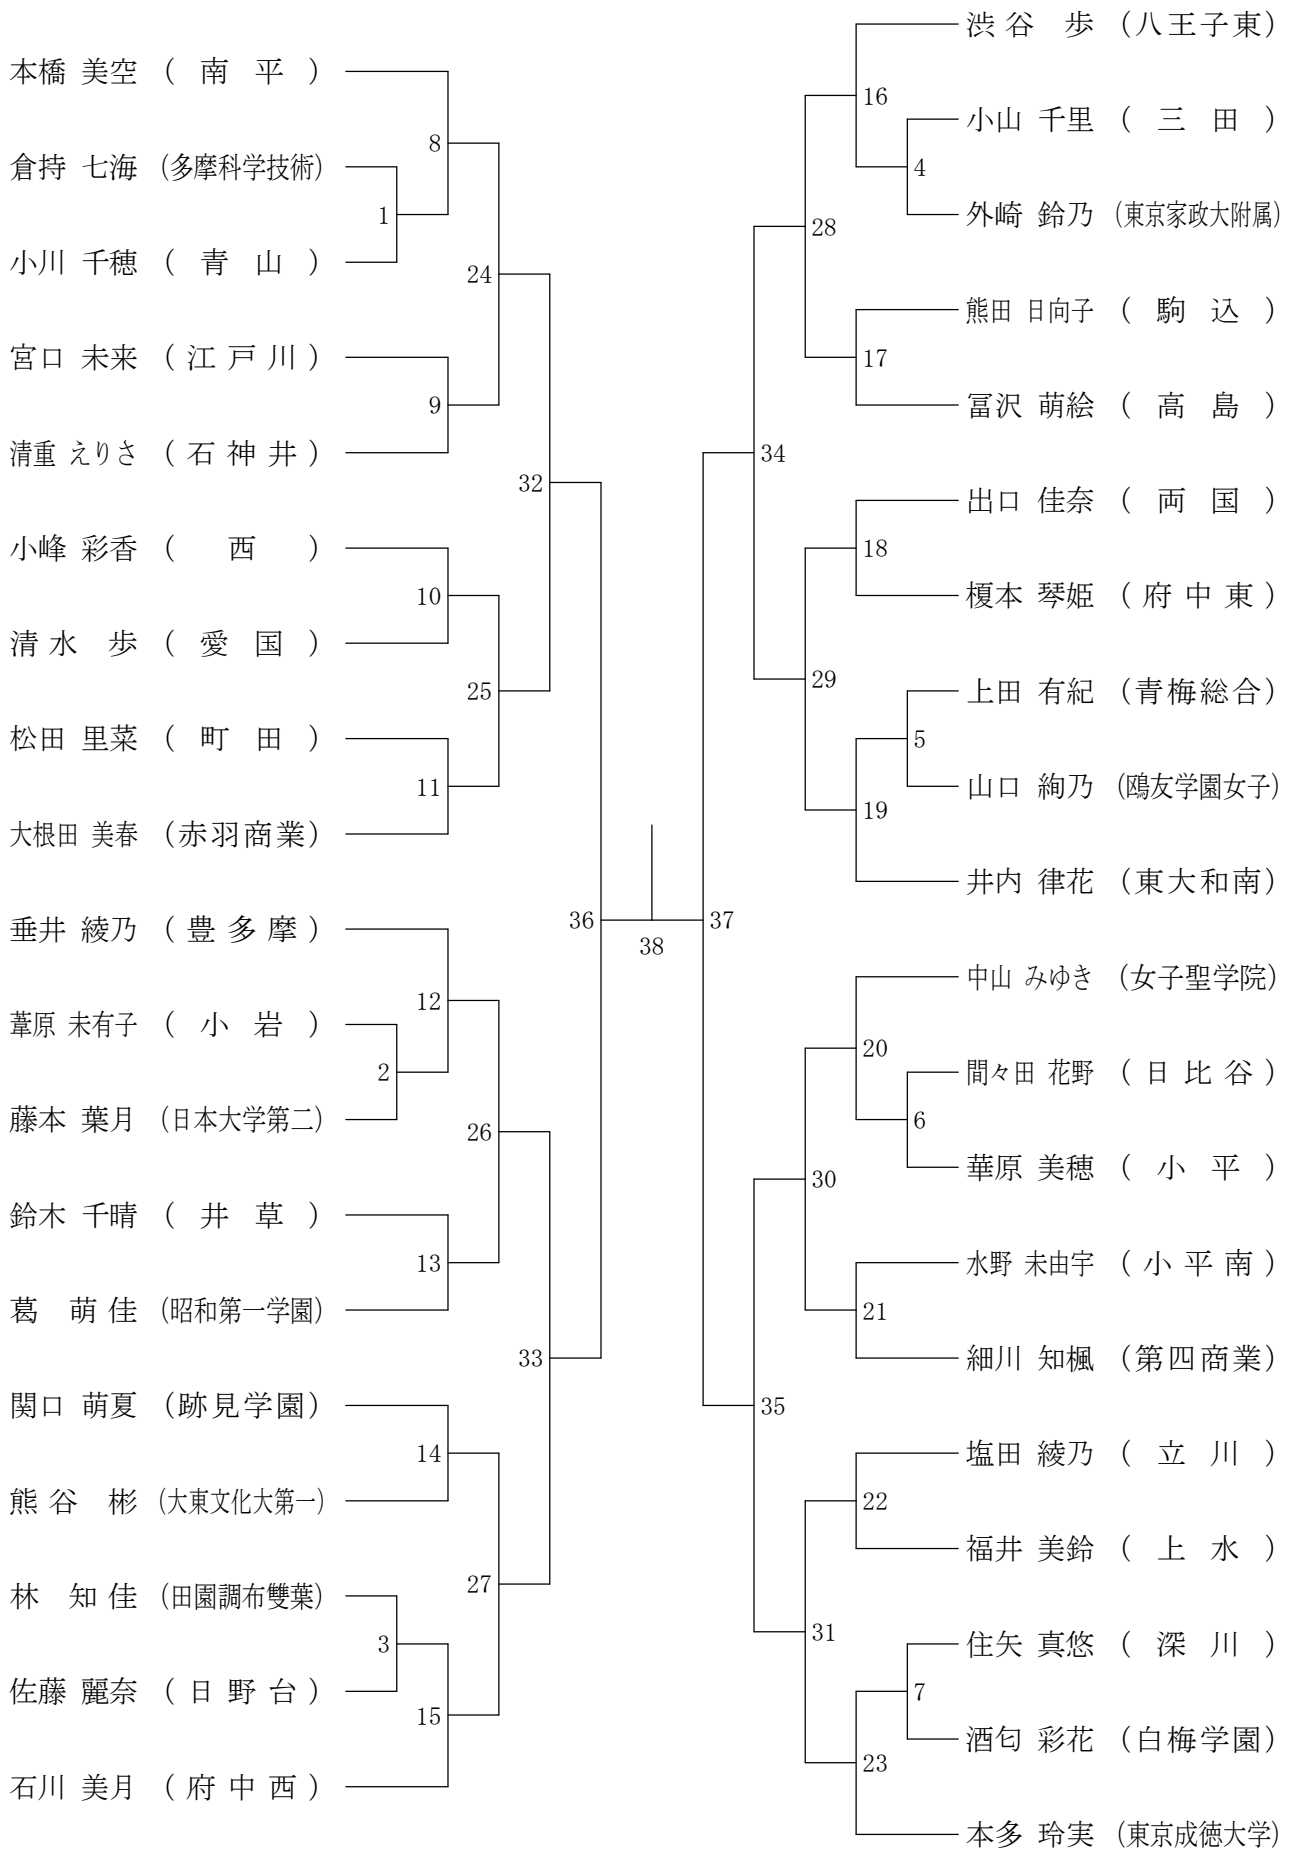 本橋 美空 ( 南 平 )
倉持 七海 (多摩科学技術)
小川 千穂 ( 青 山 )
宮口 未来 ( 江 戸 川 )
清重 えりさ ( 石 神 井 )
小峰 彩香 ( 西 )
清 水 歩 ( 愛 国 )
松田 里菜 ( 町 田 )
大根田 美春 (赤羽商業)
垂井 綾乃 ( 豊 多 摩 )
葦原 未有子 ( 小 岩 )
藤本 葉月 (日本大学第二)
鈴木 千晴 ( 井 草 )
葛 萌 佳 (昭和第一学園)
関口 萌夏 (跡見学園)
熊 谷 彬 (大東文化大第一)
林 知 佳 (田園調布雙葉)
佐藤 麗奈 ( 日 野 台 )
石川 美月 ( 府 中 西 )
1
2
3
8
9
10
11
12
13
14
15
24
25
26
27
32
33
36
38
37
34
35
28
29
30
31
16
17
18
19
20
21
22
23
4
5
6
7
渋 谷 歩 (八王子東)
小山 千里 ( 三 田 )
外崎 鈴乃 (東京家政大附属)
熊田 日向子 ( 駒 込 )
冨沢 萌絵 ( 高 島 )
出口 佳奈 ( 両 国 )
榎本 琴姫 ( 府 中 東 )
上田 有紀 (青梅総合)
山口 絢乃 (鴎友学園女子)
井内 律花 (東大和南)
中山 みゆき (女子聖学院)
間々田 花野 ( 日 比 谷 )
華原 美穂 ( 小 平 )
水野 未由宇 ( 小 平 南 )
細川 知楓 (第四商業)
塩田 綾乃 ( 立 川 )
福井 美鈴 ( 上 水 )
住矢 真悠 ( 深 川 )
酒匂 彩花 (白梅学園)
本多 玲実 (東京成徳大学)